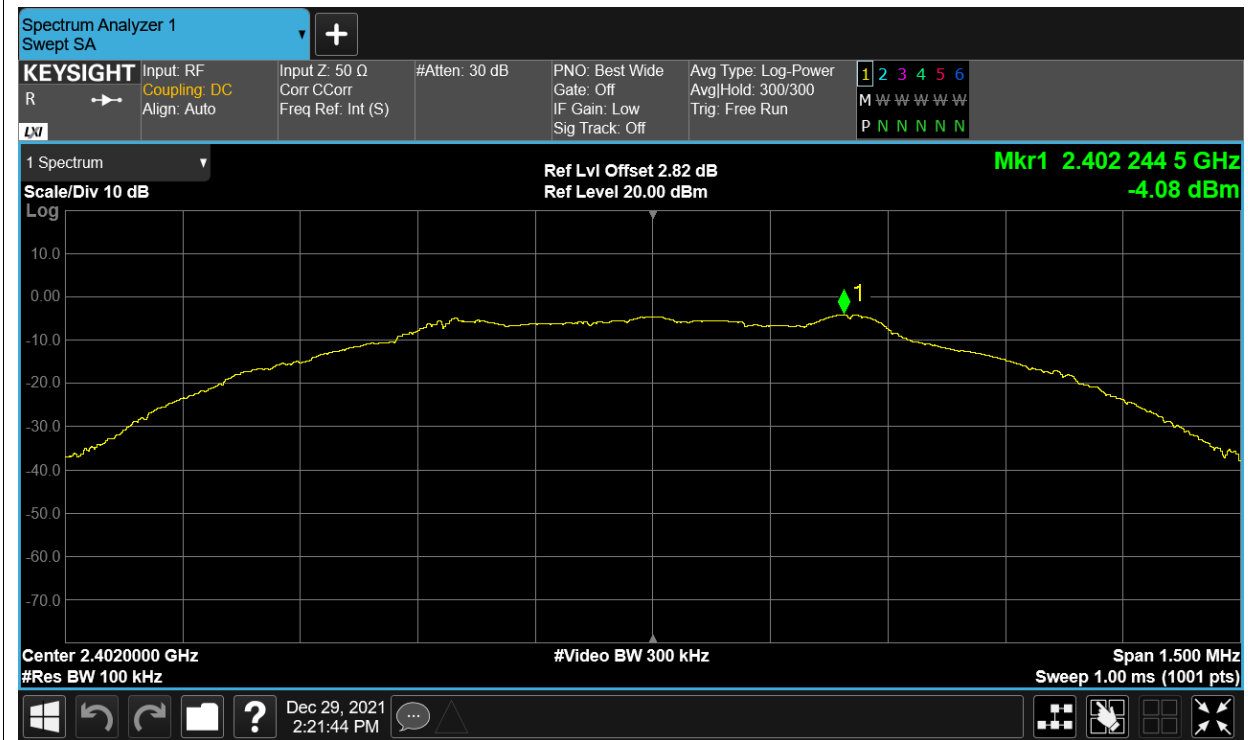 Spectrum Analyzer 1
Swept SA
▼
+
KEYSIGHT
R
LXI
Input: RF
Coupling: DC
Align: Auto
Input Z: 50 Ω
Corr CCorr
Freq Ref: Int (S)
#Atten: 30 dB
PNO: Best Wide
Gate: Off
IF Gain: Low
Sig Track: Off
Avg Type: Log-Power
Avg|Hold: 300/300
Trig: Free Run
1 2 3 4 5 6
M W W W W W
P N N N N N
1 Spectrum ▼
Scale/Div 10 dB
Log
Ref Lvl Offset 2.82 dB
Ref Level 20.00 dBm
Mkr1 2.402 244 5 GHz
-4.08 dBm
10.0
0.00
-10.0
-20.0
-30.0
-40.0
-50.0
-60.0
-70.0
1
Center 2.4020000 GHz
#Res BW 100 kHz
#Video BW 300 kHz
Span 1.500 MHz
Sweep 1.00 ms (1001 pts)
?
Dec 29, 2021
2:21:44 PM